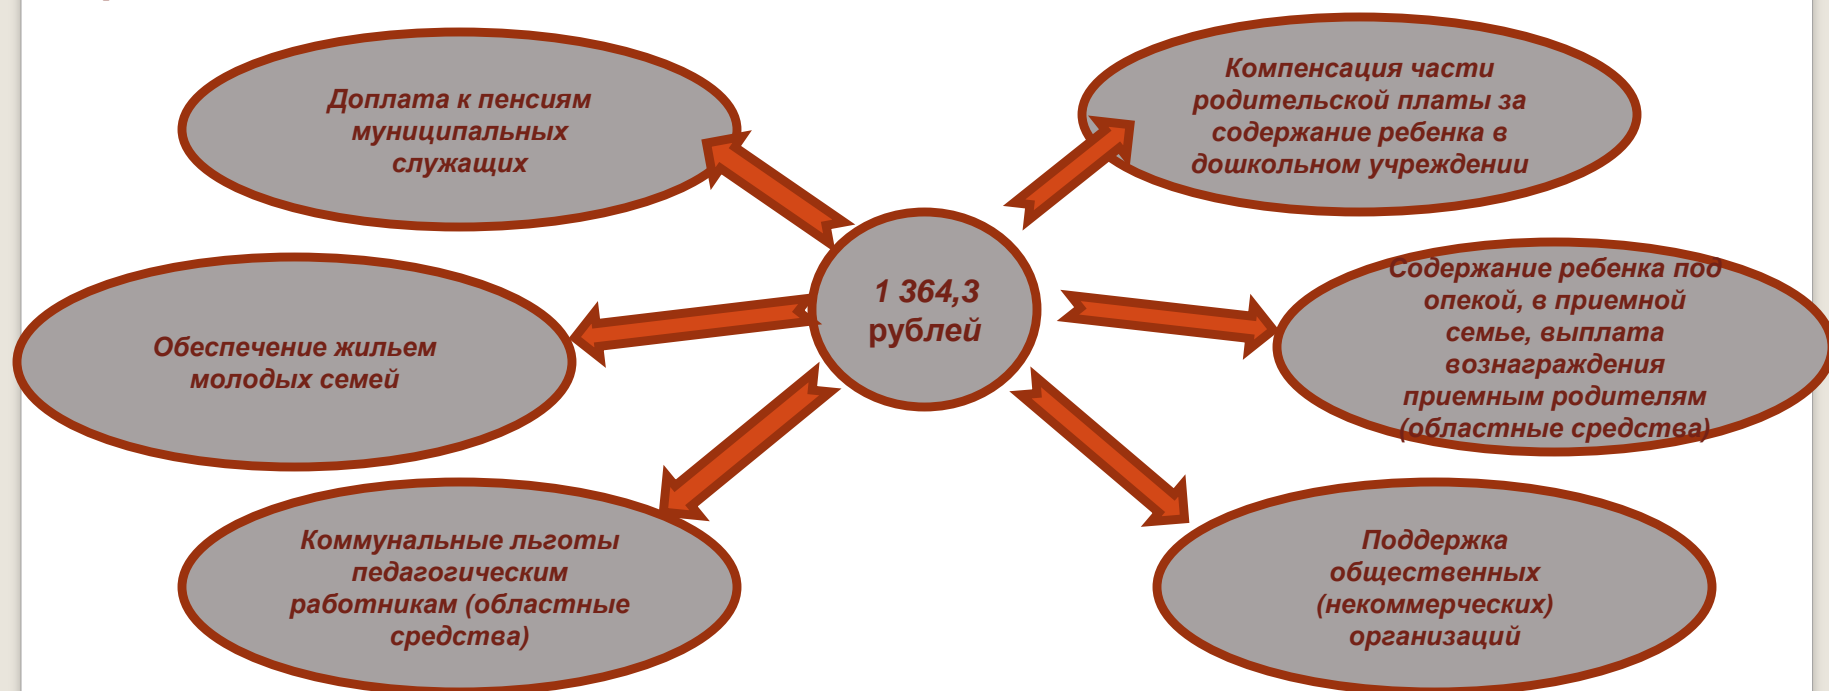 Доплата к пенсиям
муниципальных
служащих
Компенсация части
родительской платы за
содержание ребенка в
дошкольном учреждении
1 364,3
рублей
Обеспечение жильем
молодых семей
Содержание ребенка под
опекой, в приемной
семье, выплата
вознаграждения
приемным родителям
(областные средства)
Коммунальные льготы
педагогическим
работникам (областные
средства)
Поддержка
общественных
(некоммерческих)
организаций